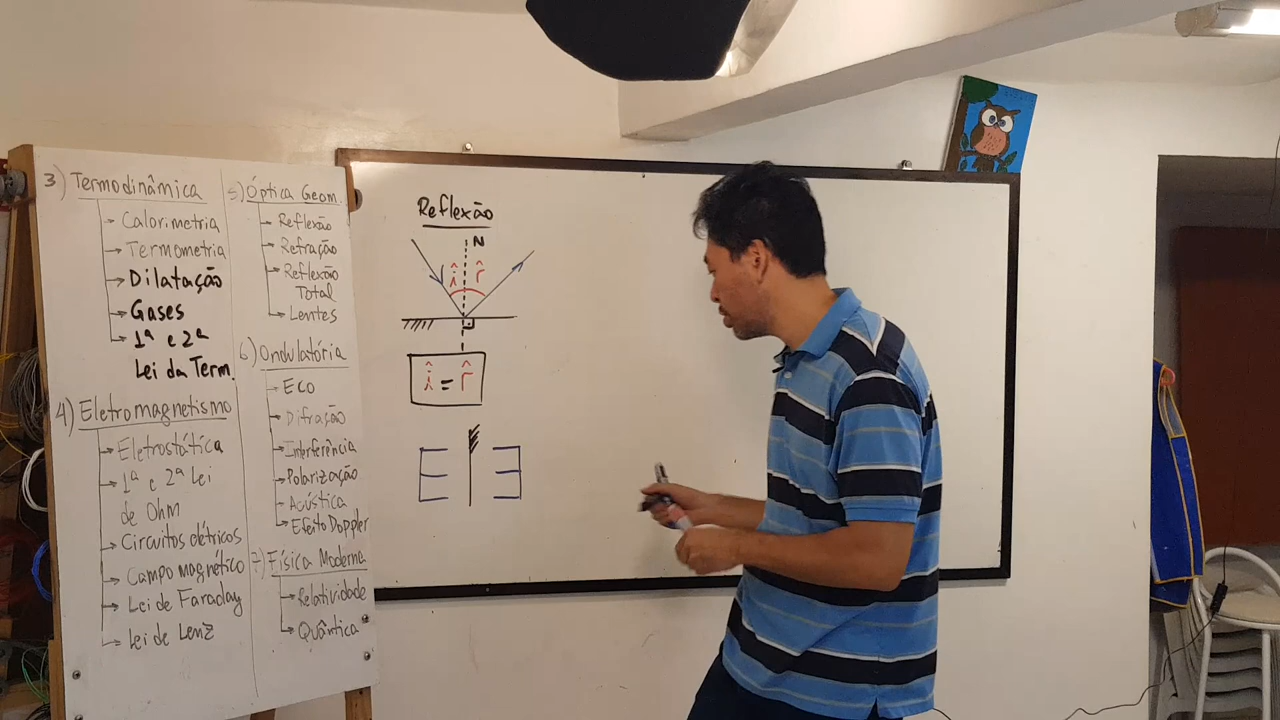 3) Termodinâmica
Calorimetria
Termometria
Dilatação
Gases
1ª e 2ª
Lei da Term.
4) Eletromagnetismo
Eletrostática
1ª e 2ª Lei
de Ohm
Circuitos elétricos
Campo magnético
Lei de Faraday
Lei de Lenz
5) Óptica Geom.
Reflexão
Refração
Reflexão
Total
Lentes
6) Ondulatória
Eco
Difração
Interferência
Polarização
Acústica
Efeito Doppler
7) Física Moderna
Relatividade
Quântica
Reflexão
N
î r̂
î = r̂
E